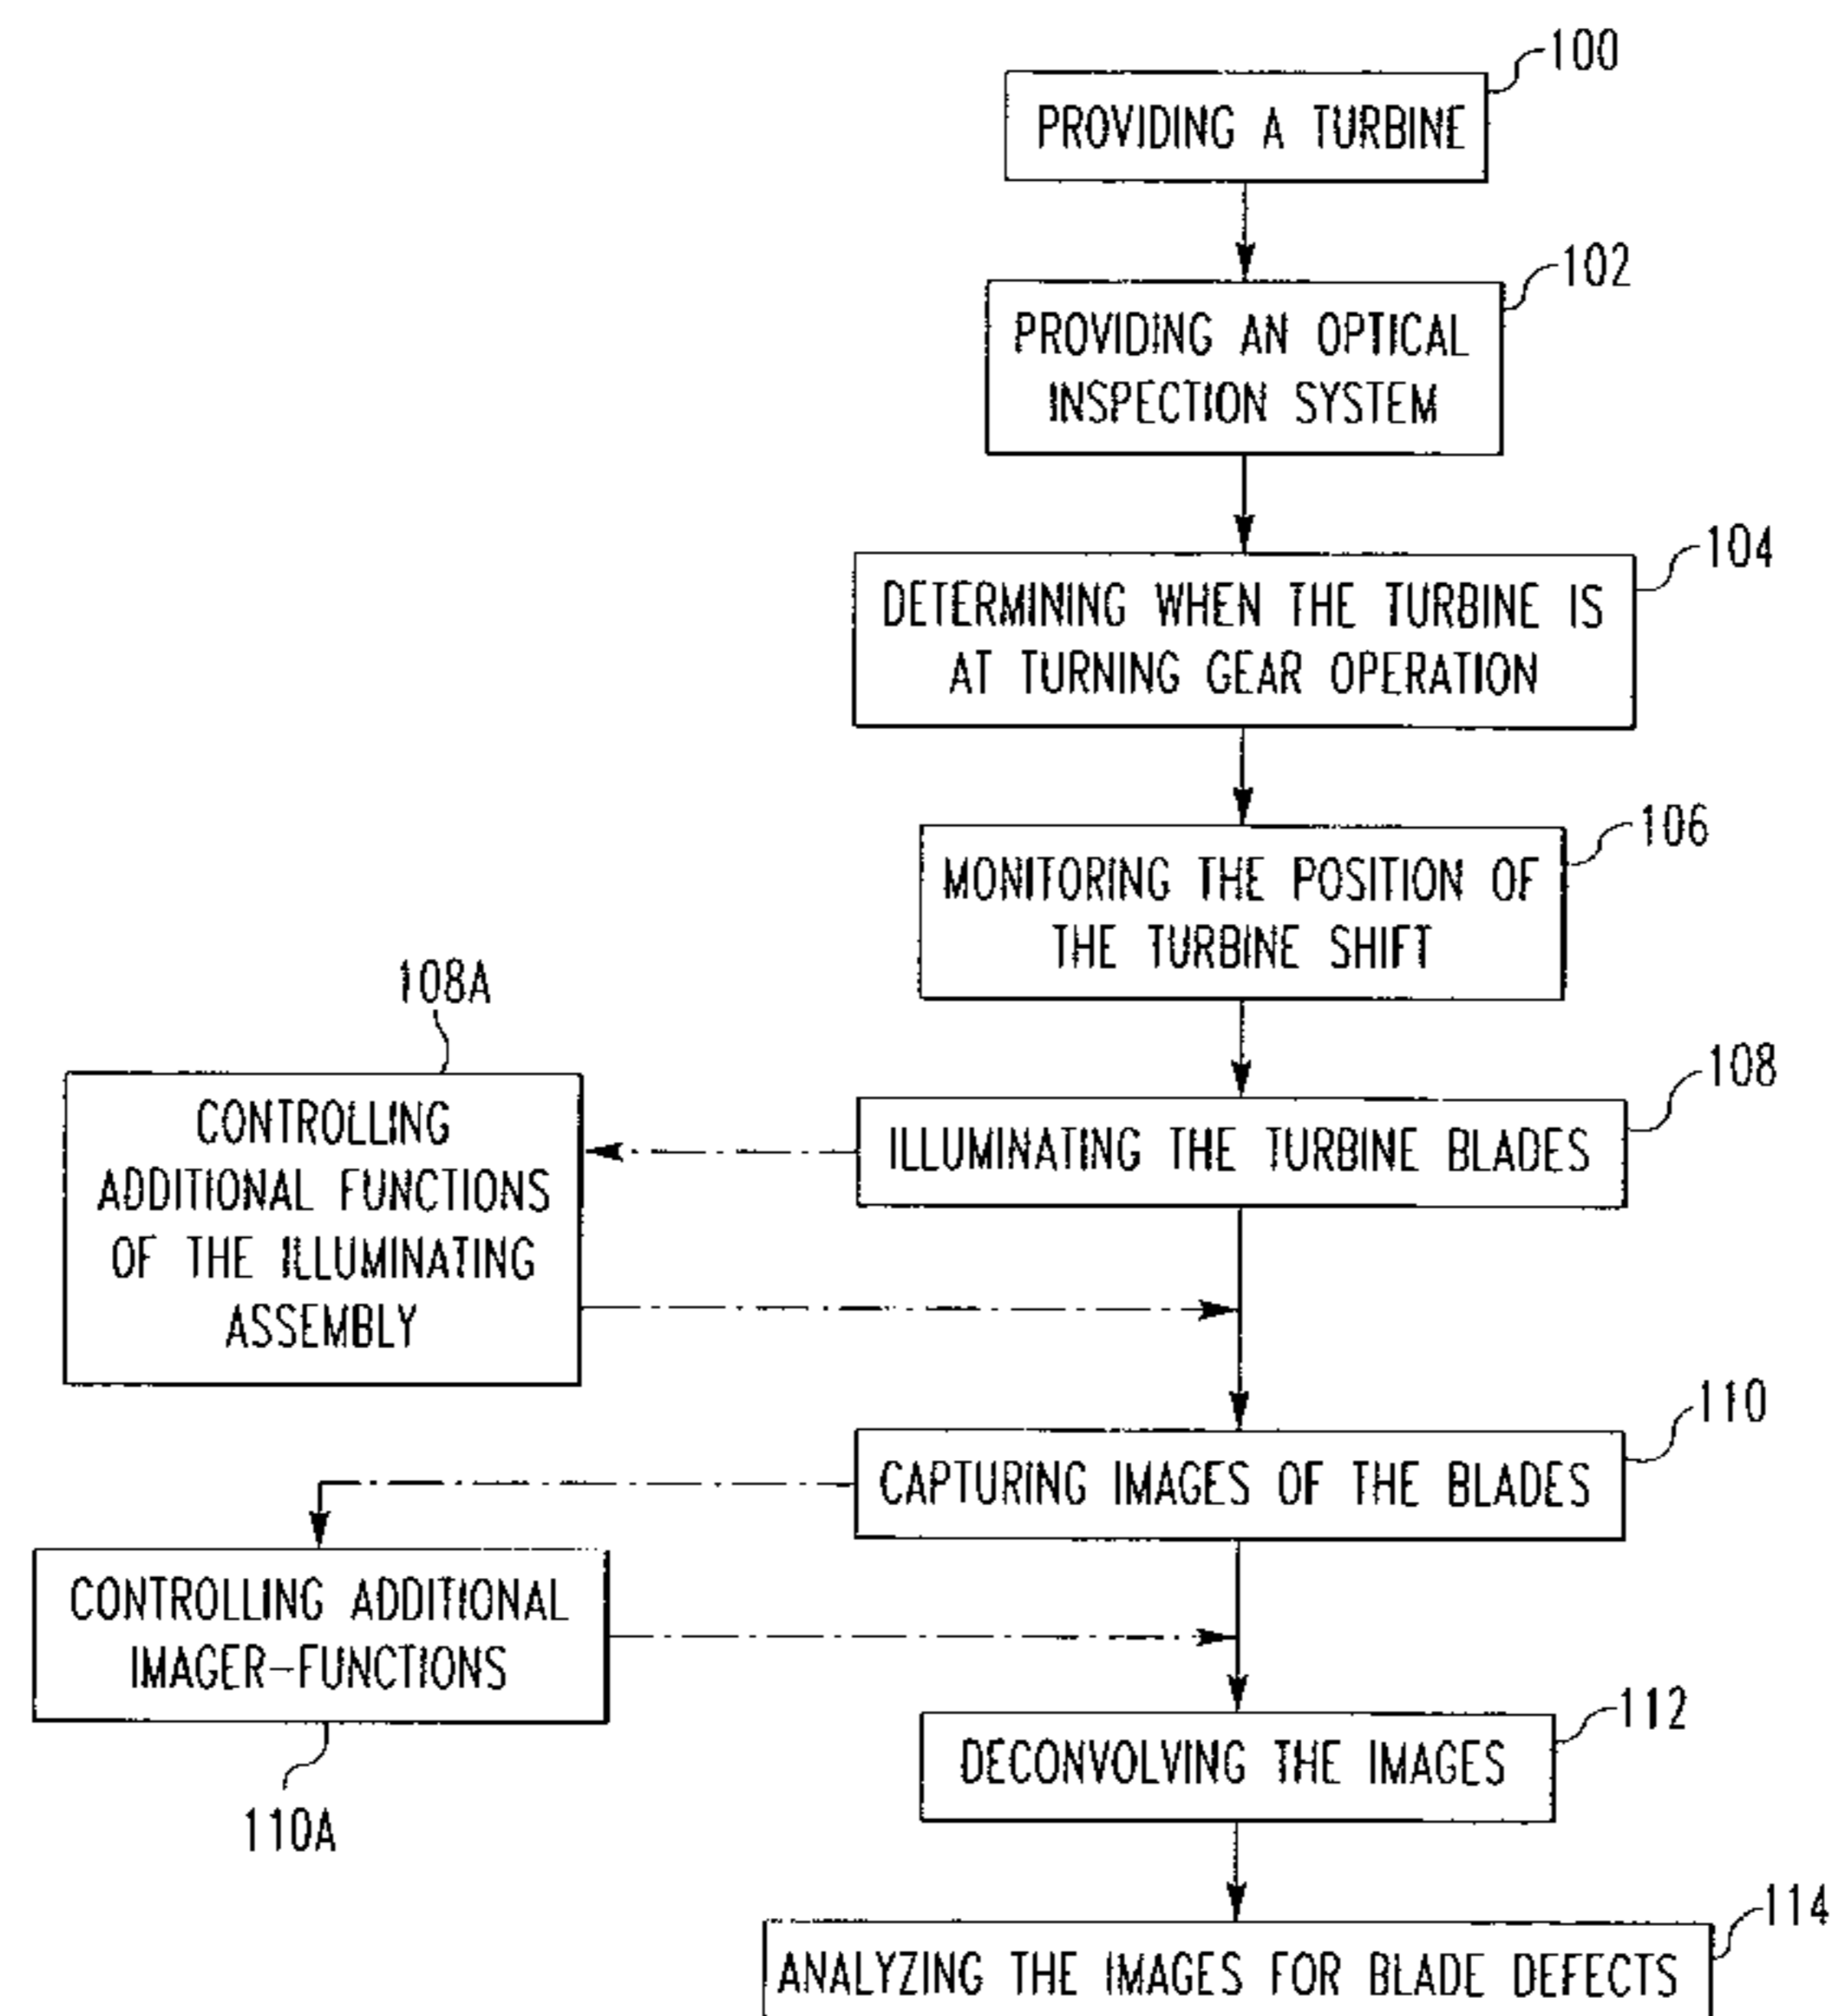 100
PROVIDING A TURBINE
102
PROVIDING AN OPTICAL
INSPECTION SYSTEM
104
DETERMINING WHEN THE TURBINE IS
AT TURNING GEAR OPERATION
106
MONITORING THE POSITION OF
THE TURBINE SHIFT
108A
CONTROLLING
ADDITIONAL FUNCTIONS
OF THE ILLUMINATING
ASSEMBLY
108
ILLUMINATING THE TURBINE BLADES
110
CAPTURING IMAGES OF THE BLADES
CONTROLLING ADDITIONAL
IMAGER-FUNCTIONS
110A
112
DECONVOLVING THE IMAGES
114
ANALYZING THE IMAGES FOR BLADE DEFECTS